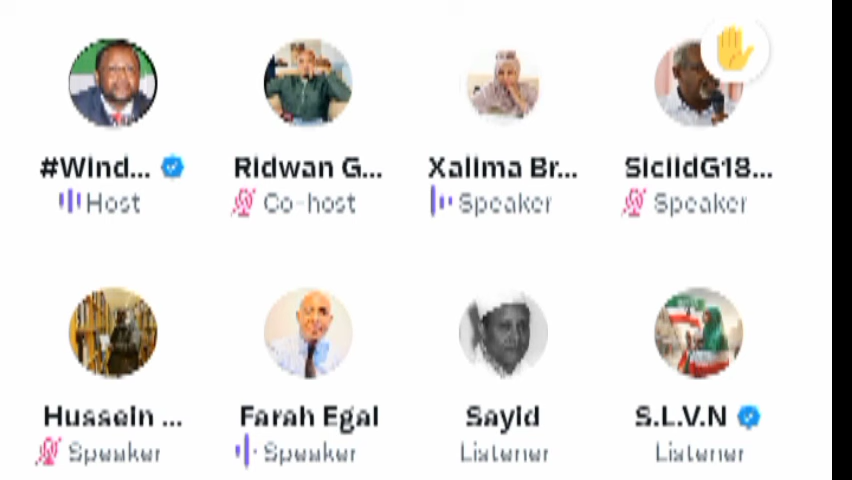 #Wind... Ridwan G... Xalima Br... SiciidG18...
Host Co-host Speaker Speaker
Hussein ... Farah Egal Sayid S.L.V.N
Speaker Speaker Listener Listener